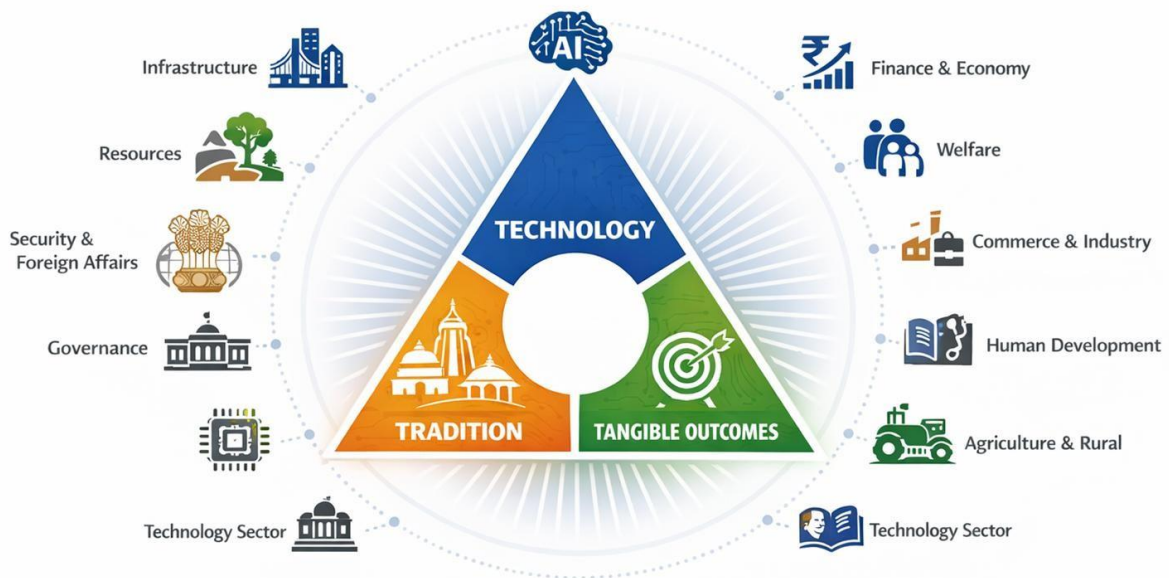 AI
Infrastructure
Finance & Economy
Resources
Welfare
TECHNOLOGY
Security &
Foreign Affairs
Commerce & Industry
Governance
Human Development
TRADITION
TANGIBLE OUTCOMES
Agriculture & Rural
Technology Sector
Technology Sector
₹